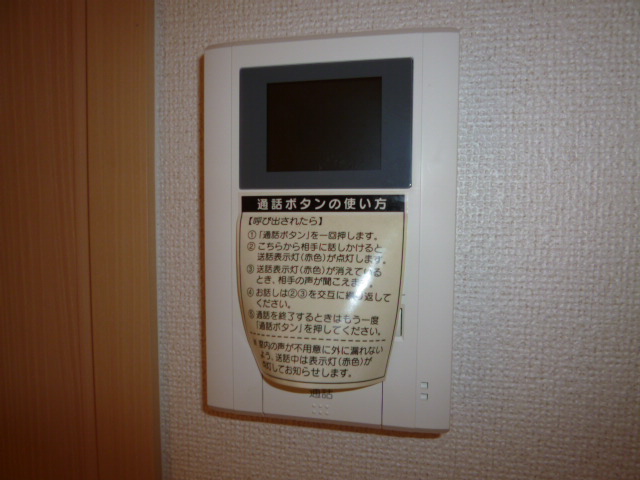 通話ボタンの使い方
【呼び出されたら】
①「通話ボタン」を一回押します。
②こちらから相手に話しかけると
送話表示灯(赤色)が点灯します。
③送話表示灯(赤色)が消えている
とき、相手の声が聞こえます。
④お話しは②③を交互に繰り返して
ください。
⑤通話を終了するときはもう一度
「通話ボタン」を押してください。
室内の声が不用意に外に漏れない
よう、送話中は表示灯(赤色)が
点灯してお知らせします。
通話